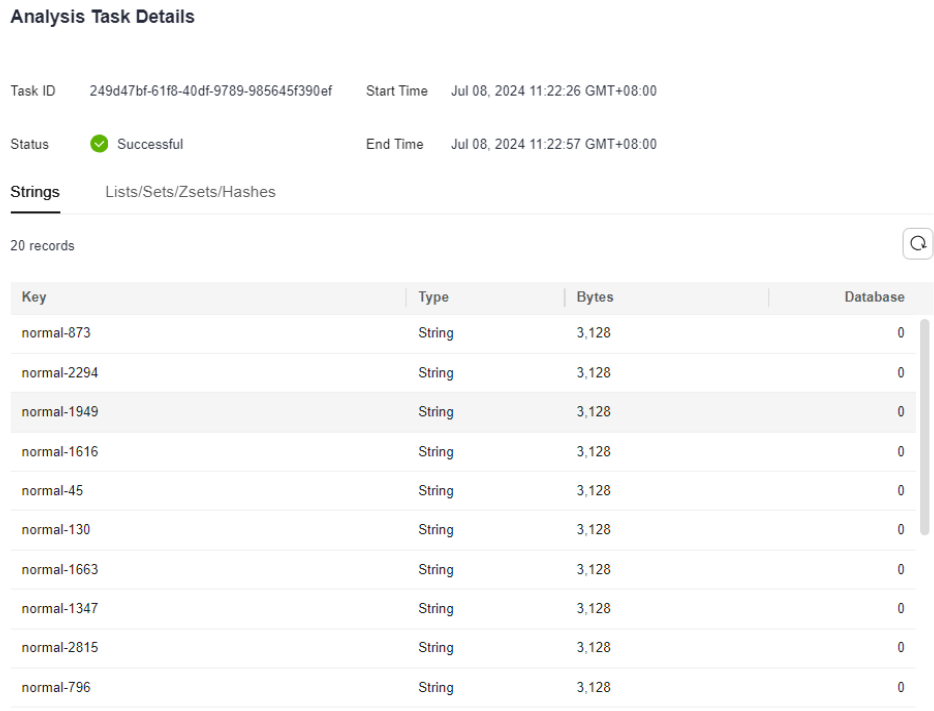 Analysis Task Details
Task ID 249d47bf-61f8-40df-9789-985645f390ef Start Time Jul 08, 2024 11:22:26 GMT+08:00
Status Successful End Time Jul 08, 2024 11:22:57 GMT+08:00
Strings Lists/Sets/Zsets/Hashes
20 records
Key Type Bytes Database
normal-873 String 3,128 0
normal-2294 String 3,128 0
normal-1949 String 3,128 0
normal-1616 String 3,128 0
normal-45 String 3,128 0
normal-130 String 3,128 0
normal-1663 String 3,128 0
normal-1347 String 3,128 0
normal-2815 String 3,128 0
normal-796 String 3,128 0